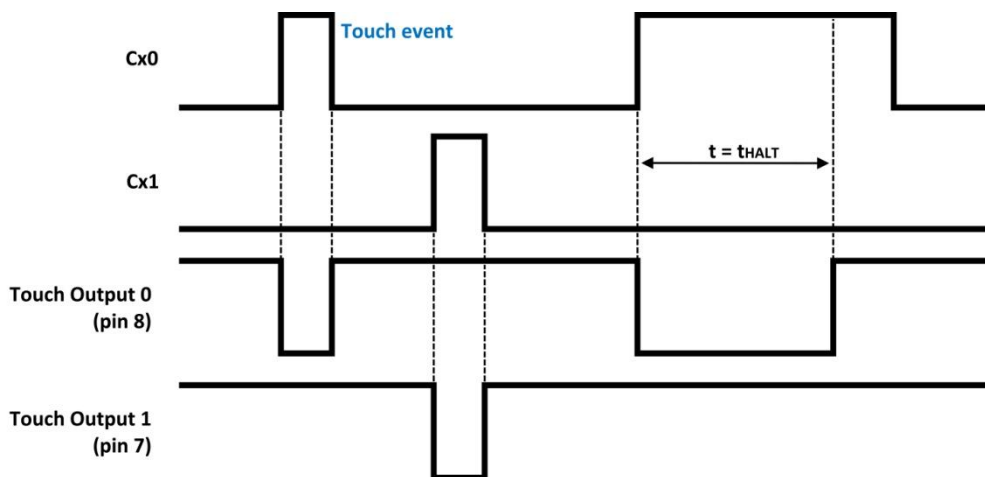 Touch event
Cx0
t = tHALT
Cx1
Touch Output 0
(pin 8)
Touch Output 1
(pin 7)